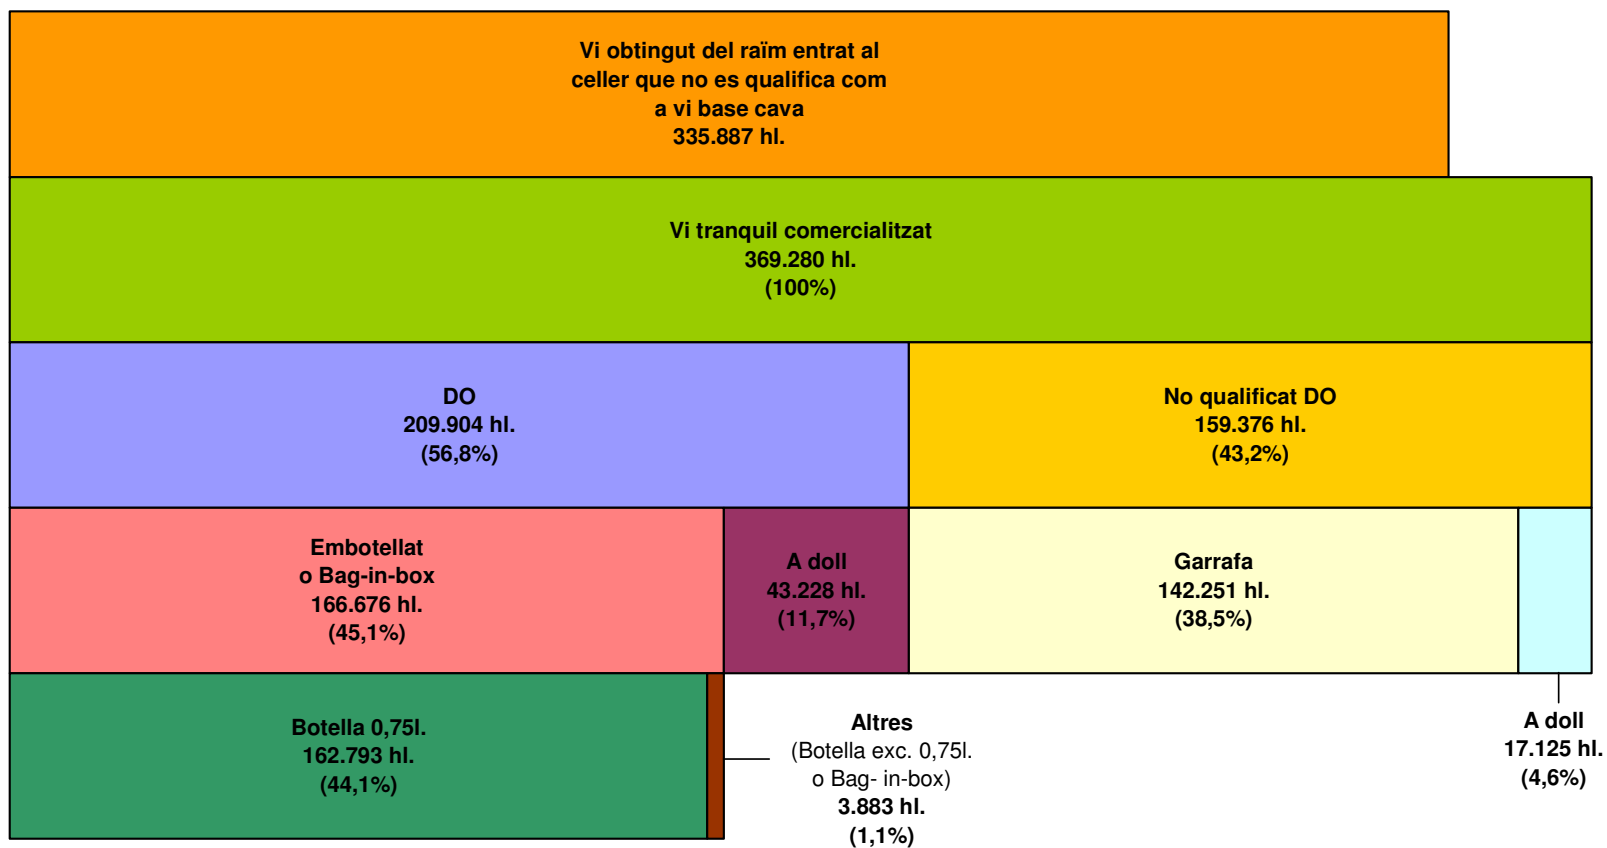 Vi obtingut del raïm entrat al
celler que no es qualifica com
a vi base cava
335.887 hl.
Vi tranquil comercialitzat
369.280 hl.
(100%)
DO
209.904 hl.
(56,8%)
No qualificat DO
159.376 hl.
(43,2%)
Embotellat
o Bag-in-box
166.676 hl.
(45,1%)
A doll
43.228 hl.
(11,7%)
Garrafa
142.251 hl.
(38,5%)
A doll
17.125 hl.
(4,6%)
Botella 0,75l.
162.793 hl.
(44,1%)
Altres
(Botella exc. 0,75l.
o Bag- in-box)
3.883 hl.
(1,1%)